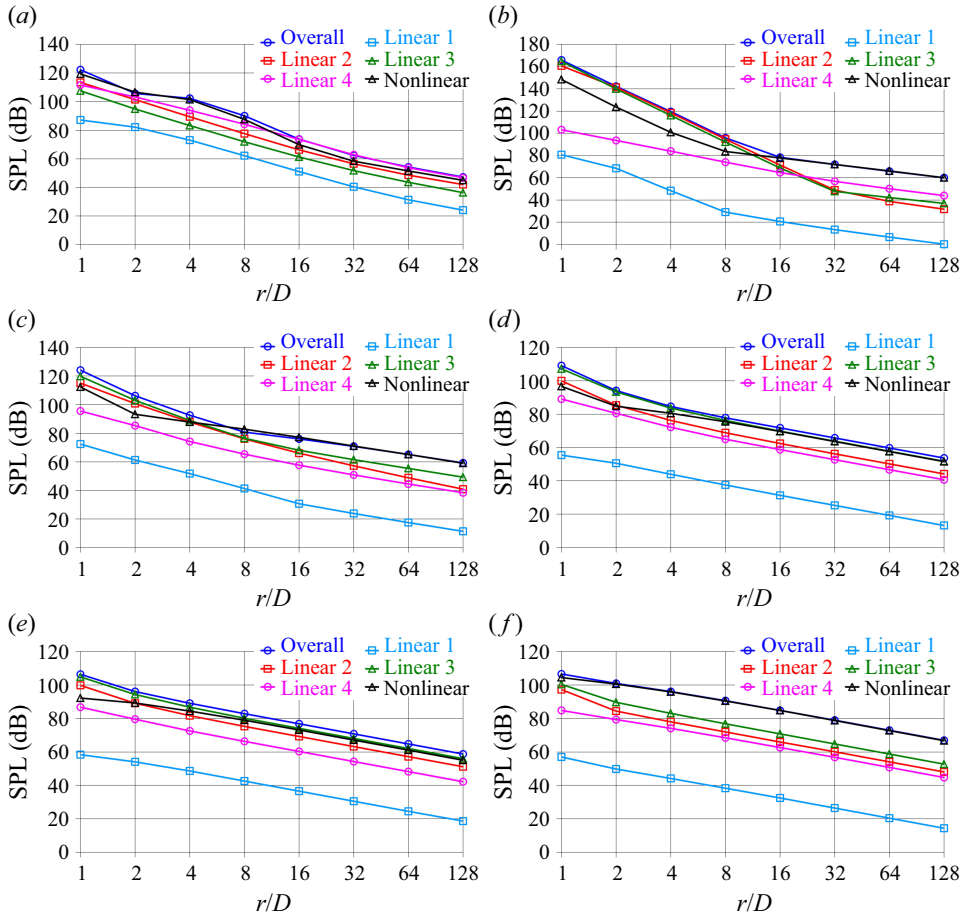 (a)
(b)
Overall
Linear 1
Linear 2
Linear 3
Linear 4
Nonlinear
140
120
100
80
60
40
20
0
SPL (dB)
1 2 4 8 16 32 64 128
r/D
Overall
Linear 1
Linear 2
Linear 3
Linear 4
Nonlinear
180
160
140
120
100
80
60
40
20
0
SPL (dB)
1 2 4 8 16 32 64 128
r/D
(c)
(d)
Overall
Linear 1
Linear 2
Linear 3
Linear 4
Nonlinear
140
120
100
80
60
40
20
0
SPL (dB)
1 2 4 8 16 32 64 128
r/D
Overall
Linear 1
Linear 2
Linear 3
Linear 4
Nonlinear
120
100
80
60
40
20
0
SPL (dB)
1 2 4 8 16 32 64 128
r/D
(e)
(f)
Overall
Linear 1
Linear 2
Linear 3
Linear 4
Nonlinear
120
100
80
60
40
20
0
SPL (dB)
1 2 4 8 16 32 64 128
r/D
Overall
Linear 1
Linear 2
Linear 3
Linear 4
Nonlinear
120
100
80
60
40
20
0
SPL (dB)
1 2 4 8 16 32 64 128
r/D